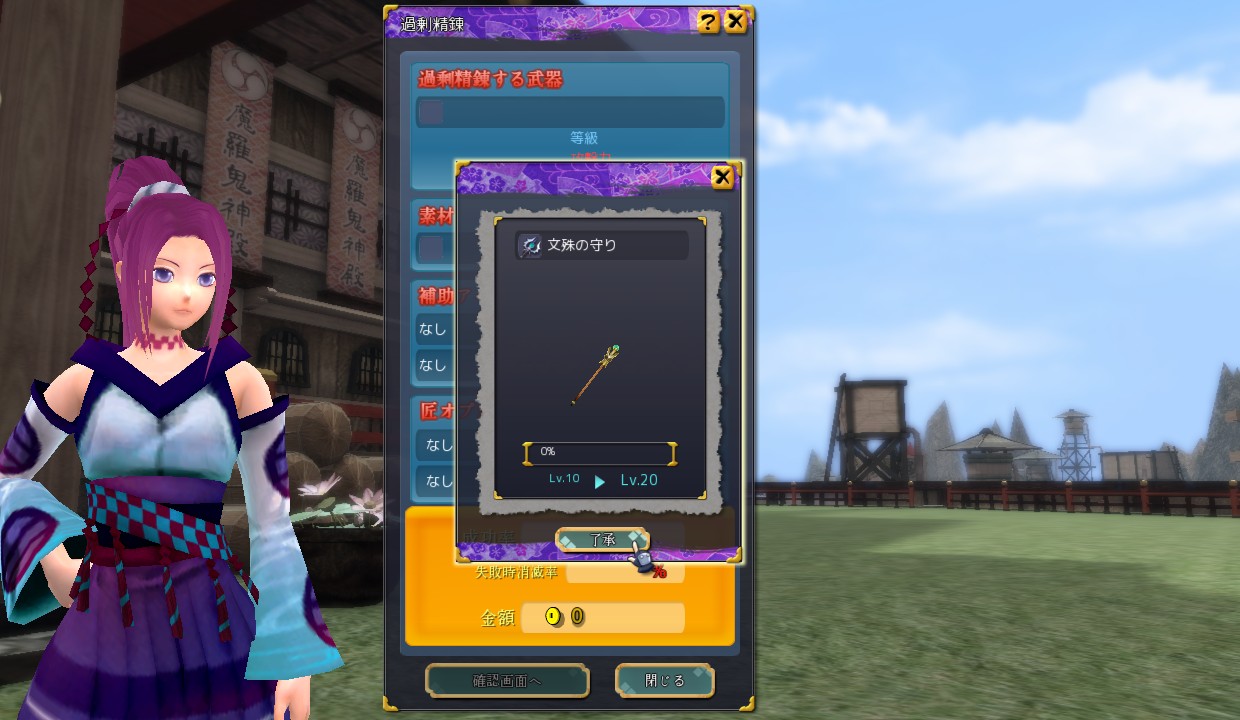 過剰精錬
?
過剰精錬する武器
等級
文殊の守り
素材
補助
なし
なし
0%
Lv.10
Lv.20
匠オ
なし
なし
了承
失敗時消滅率
%
金額
0
確認画面へ
閉じる
魔羅鬼神殿
魔羅鬼神殿